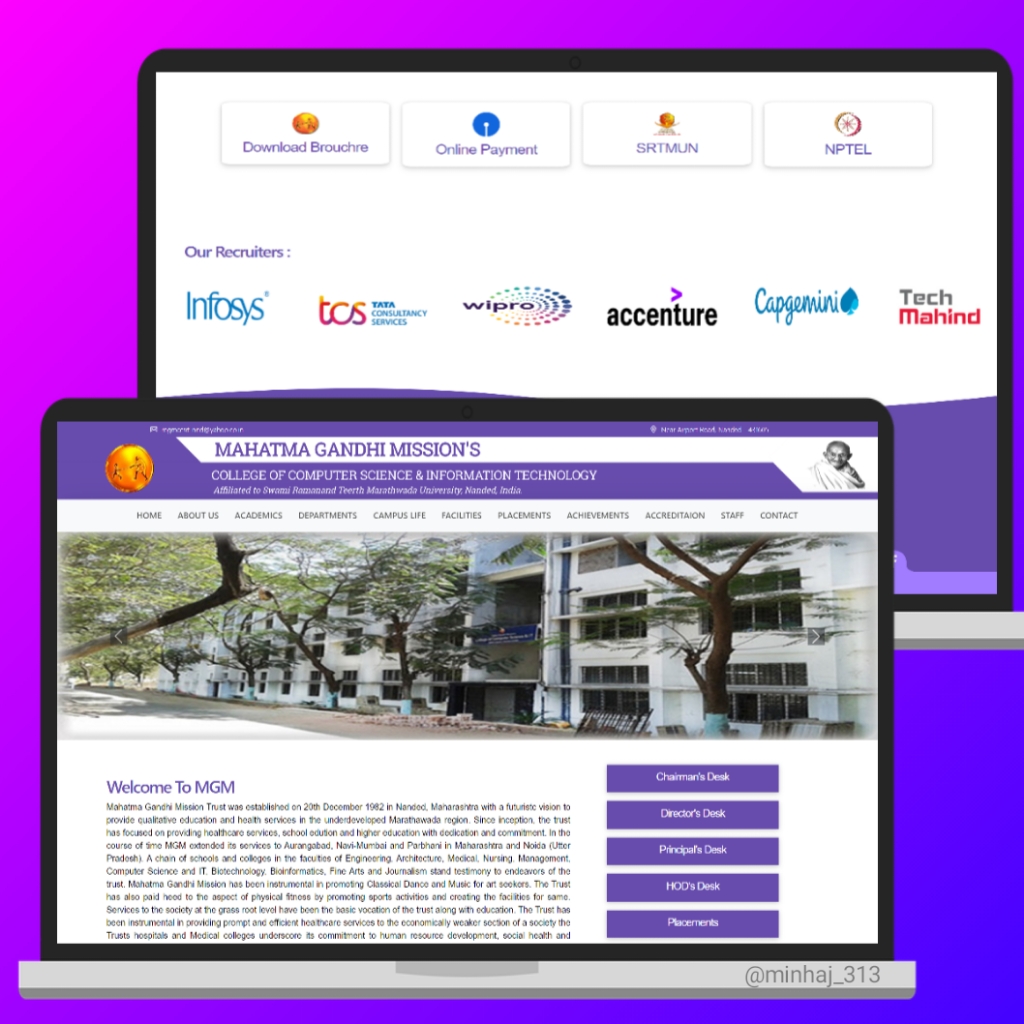 Download Brouchre
Online Payment
SRTMUN
NPTEL
Our Recruiters :
Infosys®
tcs TATA CONSULTANCY SERVICES
wipro
accenture
Capgemini
Tech Mahind
Near Airport Road, Nanded
MAHATMA GANDHI MISSION'S
COLLEGE OF COMPUTER SCIENCE & INFORMATION TECHNOLOGY
Affiliated to Swami Ramanand Teerth Marathwada University, Nanded, India.
HOME ABOUT US ACADEMICS DEPARTMENTS CAMPUS LIFE FACILITIES PLACEMENTS ACHIEVEMENTS ACCREDITAION STAFF CONTACT
Welcome To MGM
Mahatma Gandhi Mission Trust was established on 20th December 1982 in Nanded, Maharashtra with a futuristc vision to
provide qualitative education and health services in the underdeveloped Marathawada region. Since inception, the trust
has focused on providing healthcare services, school edution and higher education with dedication and commitment. In the
course of time MGM extended its services to Aurangabad, Navi-Mumbai and Parbhani in Maharashtra and Noida (Utter
Pradesh). A chain of schools and colleges in the faculties of Engineering, Architecture, Medical, Nursing, Management,
Computer Science and IT, Biotechnology, Bioinformatics, Fine Arts and Journalism stand testimony to endeavors of the
trust. Mahatma Gandhi Mission has been instrumental in promoting Classical Dance and Music for art seekers. The Trust
has also paid heed to the aspect of physical fitness by promoting sports activities and creating the facilities for same.
Services to the society at the grass root level have been the basic vocation of the trust along with education. The Trust has
been instrumental in providing prompt and efficient healthcare services to the economically weaker section of a society the
Trusts hospitals and Medical colleges underscore its commitment to human resource development, social health and
Chairman's Desk
Director's Desk
Principal's Desk
HOD's Desk
Placements
@minhaj_313